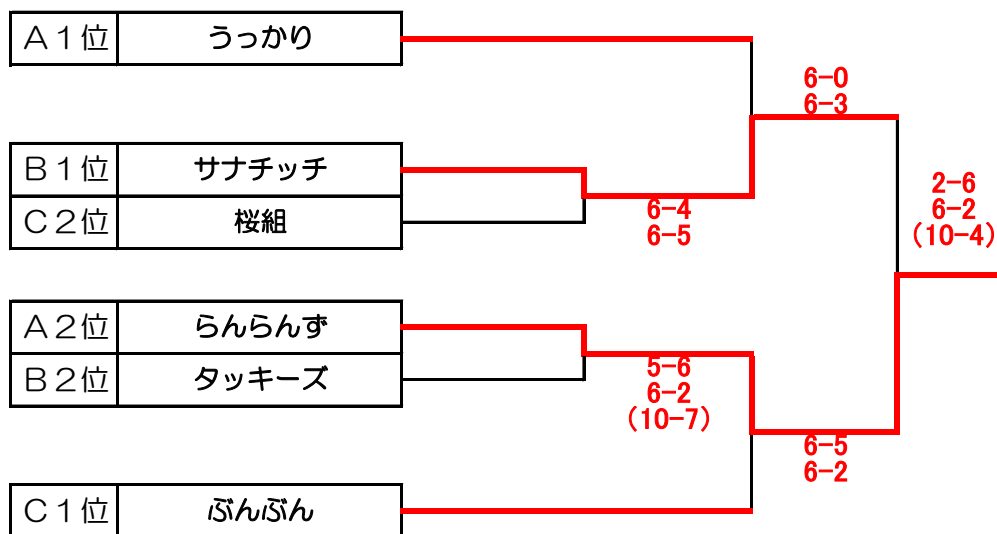 A1位 うっかり
6-0
6-3
B1位 サナチッチ
C2位 桜組
6-4
6-5
2-6
6-2
(10-4)
A2位 らんらんず
B2位 タッキーズ
5-6
6-2
(10-7)
6-5
6-2
C1位 ぶんぶん